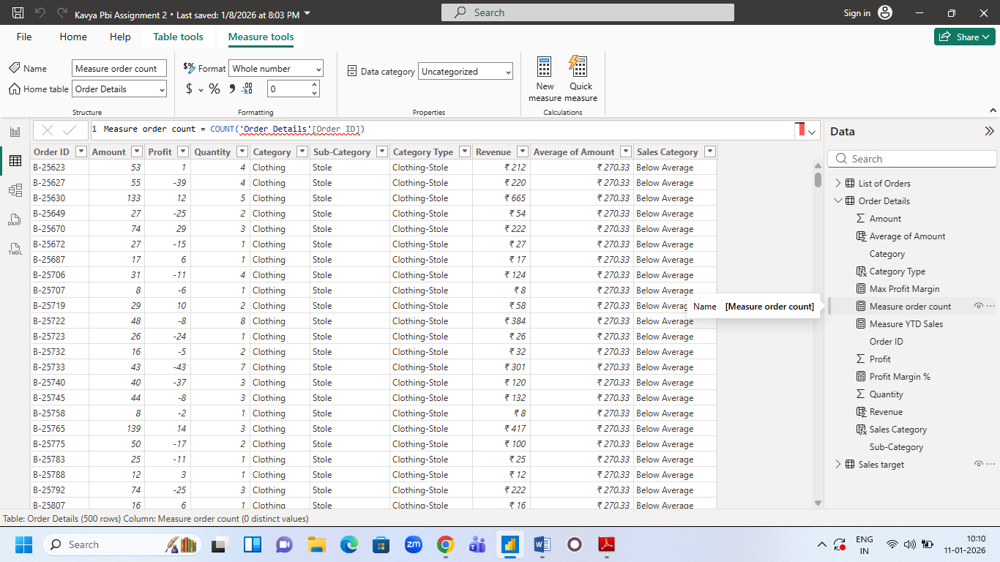 Kavya Pbi Assignment 2 • Last saved: 1/8/2026 at 8:03 PM
Search
Sign in
File Home Help Table tools Measure tools
Share
Name Measure order count
Home table Order Details
Structure
Format Whole number
$ % 9 0
Formatting
Data category Uncategorized
Properties
New measure
Quick measure
Calculations
1 Measure order count = COUNT('Order Details'[Order ID])
Order ID Amount Profit Quantity Category Sub-Category Category Type Revenue Average of Amount Sales Category
B-25623 53 1 4 Clothing Stole Clothing-Stole ₹ 212 ₹ 270.33 Below Average
B-25627 55 -39 4 Clothing Stole Clothing-Stole ₹ 220 ₹ 270.33 Below Average
B-25630 133 12 5 Clothing Stole Clothing-Stole ₹ 665 ₹ 270.33 Below Average
B-25649 27 -25 2 Clothing Stole Clothing-Stole ₹ 54 ₹ 270.33 Below Average
B-25670 74 29 3 Clothing Stole Clothing-Stole ₹ 222 ₹ 270.33 Below Average
B-25672 27 -15 1 Clothing Stole Clothing-Stole ₹ 27 ₹ 270.33 Below Average
B-25687 17 6 1 Clothing Stole Clothing-Stole ₹ 17 ₹ 270.33 Below Average
B-25706 31 -11 4 Clothing Stole Clothing-Stole ₹ 124 ₹ 270.33 Below Average
B-25707 8 -6 1 Clothing Stole Clothing-Stole ₹ 8 ₹ 270.33 Below Average
B-25719 29 10 2 Clothing Stole Clothing-Stole ₹ 58 ₹ 270.33 Below Averag
B-25722 48 -8 8 Clothing Stole Clothing-Stole ₹ 384 ₹ 270.33 Below Average
B-25723 26 -24 1 Clothing Stole Clothing-Stole ₹ 26 ₹ 270.33 Below Average
B-25732 16 -5 2 Clothing Stole Clothing-Stole ₹ 32 ₹ 270.33 Below Average
B-25733 43 -43 7 Clothing Stole Clothing-Stole ₹ 301 ₹ 270.33 Below Average
B-25740 40 -37 3 Clothing Stole Clothing-Stole ₹ 120 ₹ 270.33 Below Average
B-25745 44 -8 3 Clothing Stole Clothing-Stole ₹ 132 ₹ 270.33 Below Average
B-25758 8 -2 1 Clothing Stole Clothing-Stole ₹ 8 ₹ 270.33 Below Average
B-25765 139 14 3 Clothing Stole Clothing-Stole ₹ 417 ₹ 270.33 Below Average
B-25775 50 -17 2 Clothing Stole Clothing-Stole ₹ 100 ₹ 270.33 Below Average
B-25783 25 -11 1 Clothing Stole Clothing-Stole ₹ 25 ₹ 270.33 Below Average
B-25788 12 3 1 Clothing Stole Clothing-Stole ₹ 12 ₹ 270.33 Below Average
B-25792 74 -25 3 Clothing Stole Clothing-Stole ₹ 222 ₹ 270.33 Below Average
B-25807 16 6 1 Clothing Stole Clothing-Stole ₹ 16 ₹ 270.33 Below Average
Name [Measure order count]
DAX
TMDL
Data
Search
List of Orders
Order Details
Σ Amount
Average of Amount
Category
Category Type
Max Profit Margin
Measure order count
Measure YTD Sales
Order ID
Σ Profit
Profit Margin %
Σ Quantity
Revenue
Sales Category
Sub-Category
Sales target
Table: Order Details (500 rows) Column: Measure order count (0 distinct values)
Search
zm
ENG
IN
10:10
11-01-2026